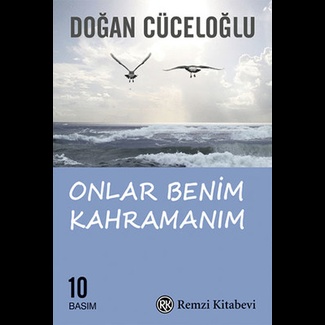 DOĞAN CÜCELOĞLU
ONLAR BENİM
KAHRAMANIM
10
BASIM
RK Remzi Kitabevi